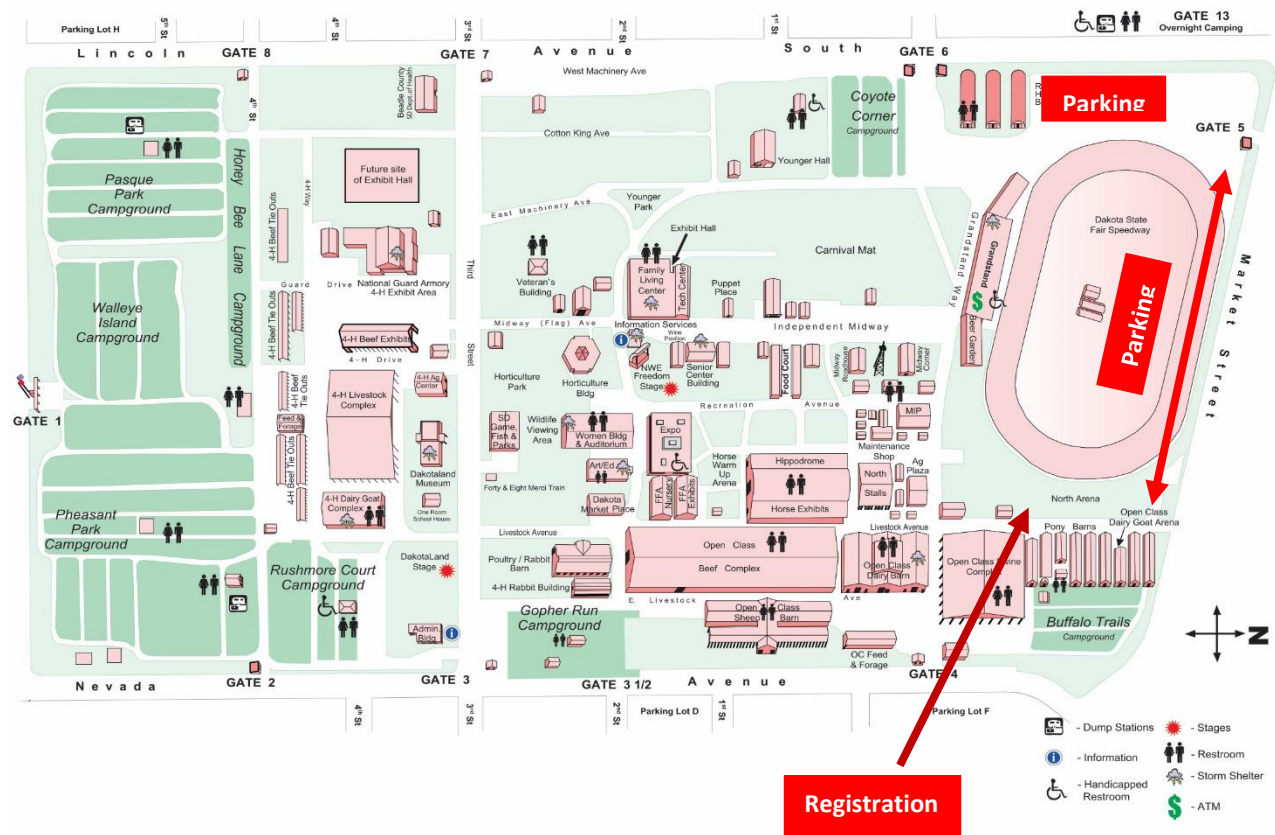 Parking Lot H
5th St
4th St
3rd St
2nd St
1st St
GATE 13
Overnight Camping
Lincoln
GATE 8
GATE 7
Avenue
South
GATE 6
West Machinery Ave
4th St
Beadle County
SD Dept. of Health
Cotton King Ave
Coyote
Corner
Campground
Younger Hall
Parking
GATE 5
Pasque
Park
Campground
Honey Bee Lane Campground
4-H Way
4-H Beef Tie Outs
Future site
of Exhibit Hall
East Machinery Ave
Younger
Park
Exhibit Hall
Veteran's
Building
Family
Living
Center
Tech Center
Puppet
Place
Carnival Mat
Grandstand Way
Grandstand
Beer Garden
Dakota State
Fair Speedway
Parking
Market Street
National Guard Armory
4-H Exhibit Area
Guard Drive
Third
Street
Walleye
Island
Campground
4-H Beef Tie Outs
4-H Beef Exhibits
4-H Drive
Midway (Flag) Ave
Information Services
Independent Midway
Wine
Pavilion
NWE
Freedom
Stage
Senior
Center
Building
Food Court
Midway
Roadhouse
Midway
Corner
Horticulture
Park
Horticulture
Bldg
GATE 1
4-H Beef
Tie Outs
4-H Livestock
Complex
4-H Ag
Center
Feed &
Forage
4-H Beef Tie Outs
Recreation Avenue
SD
Game,
Fish &
Parks
Wildlife
Viewing
Area
Women Bldg
& Auditorium
Expo
MIP
Maintenance
Shop
Dakotaland
Museum
Art/Ed.
Horse
Warm
Up
Arena
Hippodrome
Horse Exhibits
North
Stalls
Ag
Plaza
Forty and Eight Merci Train
Dakota
Market Place
FFA
Nursery
FFA
Exhibits
North Arena
Pheasant
Park
Campground
4-H Dairy Goat
Complex
One Room
School House
Livestock Avenue
Livestock Avenue
Open Class
Dairy Goat Arena
Pony Barns
DakotaLand
Stage
Poultry / Rabbit
Barn
4-H Rabbit Building
Open Class
Beef Complex
Open Class
Dairy Barn
Open Class Swine
Complex
Rushmore Court
Campground
E. Livestock Ave
Gopher Run
Campground
Open Class
Sheep Barn
Buffalo Trails
Campground
Admin.
Bldg
OC Feed
& Forage
N
Nevada
GATE 2
GATE 3
GATE 3 1/2
Avenue
GATE 4
4th St
3rd St
2nd St
Parking Lot D
1st St
Parking Lot F
- Dump Stations
- Stages
- Information
- Restroom
- Handicapped
Restroom
- Storm Shelter
- ATM
Registration